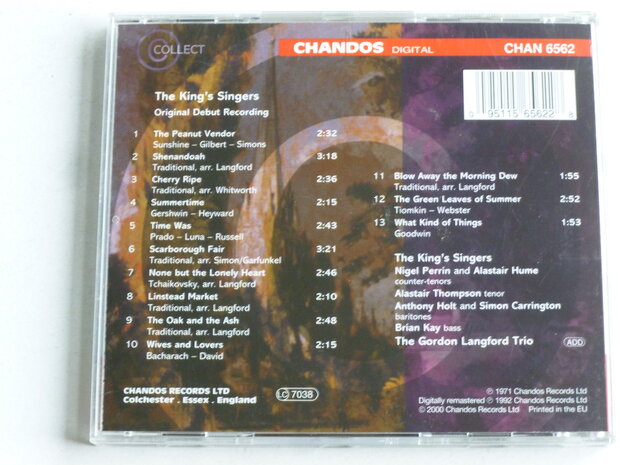 COLLECT
CHANDOS DIGITAL
CHAN 6562
0 95115 65622 8
The King's Singers
Original Debut Recording
1 The Peanut Vendor 2:32
Sunshine – Gilbert – Simons
2 Shenandoah 3:18
Traditional, arr. Langford
3 Cherry Ripe 2:36
Traditional, arr. Whitworth
4 Summertime 2:15
Gershwin – Heyward
5 Time Was 2:43
Prado – Luna – Russell
6 Scarborough Fair 3:21
Traditional, arr. Simon/Garfunkel
7 None but the Lonely Heart 2:46
Tchaikovsky, arr. Langford
8 Linstead Market 2:10
Traditional, arr. Langford
9 The Oak and the Ash 2:48
Traditional, arr. Langford
10 Wives and Lovers 2:15
Bacharach – David
11 Blow Away the Morning Dew 1:55
Traditional, arr. Langford
12 The Green Leaves of Summer 2:52
Tiomkin – Webster
13 What Kind of Things 1:53
Goodwin
The King's Singers
Nigel Perrin and Alastair Hume
counter-tenors
Alastair Thompson tenor
Anthony Holt and Simon Carrington
baritones
Brian Kay bass
The Gordon Langford Trio
ADD
CHANDOS RECORDS LTD
Colchester . Essex . England
LC 7038
℗ 1971 Chandos Records Ltd
Digitally remastered ℗ 1992 Chandos Records Ltd
© 2000 Chandos Records Ltd Printed in the EU